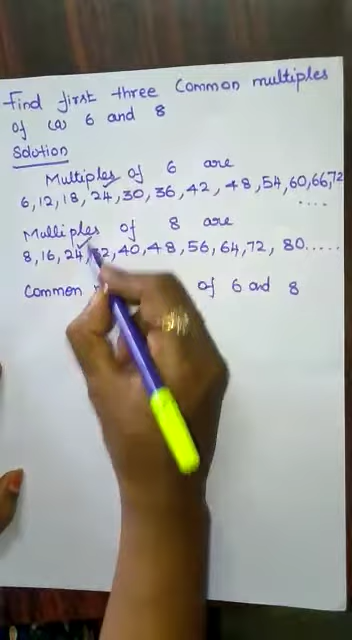 Find first three Common multiples
of (a) 6 and 8
Solution
Multiples of 6 are
6,12,18,24,30,36,42,48,54,60,66,72
....
Multiples of 8 are
8,16,24,32,40,48,56,64,72,80.....
Common of 6 and 8